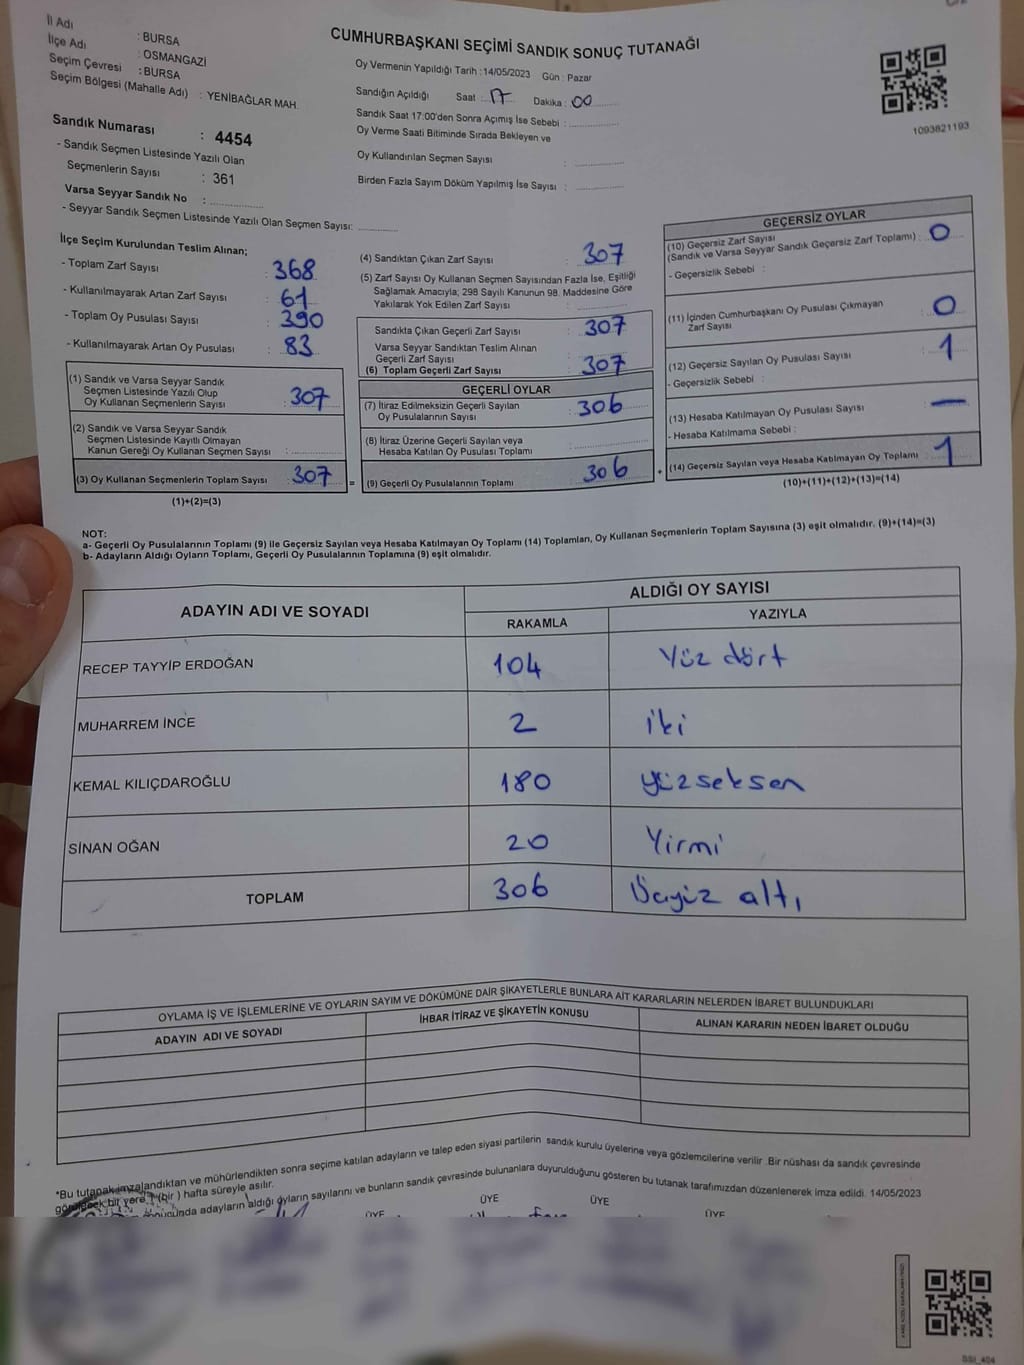 İl Adı : BURSA
İlçe Adı : OSMANGAZİ
Seçim Çevresi : BURSA
Seçim Bölgesi (Mahalle Adı) : YENİBAĞLAR MAH.
CUMHURBAŞKANI SEÇİMİ SANDIK SONUÇ TUTANAĞI
Oy Vermenin Yapıldığı Tarih : 14/05/2023 Gün : Pazar
Sandığın Açıldığı Saat : 17 Dakika : 00
Sandık Saat 17:00'den Sonra Açımış İse Sebebi :
Oy Verme Saati Bitiminde Sırada Bekleyen ve
Oy Kullandırılan Seçmen Sayısı :
Birden Fazla Sayım Döküm Yapılmış İse Sayısı :
1093821193
Sandık Numarası : 4454
- Sandık Seçmen Listesinde Yazılı Olan
Seçmenlerin Sayısı : 361
Varsa Seyyar Sandık No :
- Seyyar Sandık Seçmen Listesinde Yazılı Olan Seçmen Sayısı:
İlçe Seçim Kurulundan Teslim Alınan;
- Toplam Zarf Sayısı : 368
- Kullanılmayarak Artan Zarf Sayısı : 61
- Toplam Oy Pusulası Sayısı : 390
- Kullanılmayarak Artan Oy Pusulası : 83
(1) Sandık ve Varsa Seyyar Sandık
Seçmen Listesinde Yazılı Olup
Oy Kullanan Seçmenlerin Sayısı : 307
(2) Sandık ve Varsa Seyyar Sandık
Seçmen Listesinde Kayıtlı Olmayan
Kanun Gereği Oy Kullanan Seçmen Sayısı :
(3) Oy Kullanan Seçmenlerin Toplam Sayısı : 307
(1)+(2)=(3)
=
(4) Sandıktan Çıkan Zarf Sayısı : 307
(5) Zarf Sayısı Oy Kullanan Seçmen Sayısından Fazla İse, Eşitliği
Sağlamak Amacıyla; 298 Sayılı Kanunun 98. Maddesine Göre
Yakılarak Yok Edilen Zarf Sayısı :
Sandıkta Çıkan Geçerli Zarf Sayısı : 307
Varsa Seyyar Sandıktan Teslim Alınan
Geçerli Zarf Sayısı :
(6) Toplam Geçerli Zarf Sayısı : 307
GEÇERLİ OYLAR
(7) İtiraz Edilmeksizin Geçerli Sayılan
Oy Pusulalarının Sayısı : 306
(8) İtiraz Üzerine Geçerli Sayılan veya
Hesaba Katılan Oy Pusulası Toplamı :
(9) Geçerli Oy Pusulalarının Toplamı : 306
+
GEÇERSİZ OYLAR
(10) Geçersiz Zarf Sayısı
(Sandık ve Varsa Seyyar Sandık Geçersiz Zarf Toplamı) : 0
- Geçersizlik Sebebi :
(11) İçinden Cumhurbaşkanı Oy Pusulası Çıkmayan
Zarf Sayısı : 0
(12) Geçersiz Sayılan Oy Pusulası Sayısı : 1
- Geçersizlik Sebebi :
(13) Hesaba Katılmayan Oy Pusulası Sayısı : —
- Hesaba Katılmama Sebebi :
(14) Geçersiz Sayılan veya Hesaba Katılmayan Oy Toplamı : 1
(10)+(11)+(12)+(13)=(14)
NOT:
a- Geçerli Oy Pusulalarının Toplamı (9) ile Geçersiz Sayılan veya Hesaba Katılmayan Oy Toplamı (14) Toplamları, Oy Kullanan Seçmenlerin Toplam Sayısına (3) eşit olmalıdır. (9)+(14)=(3)
b- Adayların Aldığı Oyların Toplamı, Geçerli Oy Pusulalarının Toplamına (9) eşit olmalıdır.
ADAYIN ADI VE SOYADI ALDIĞI OY SAYISI
RAKAMLA YAZIYLA
RECEP TAYYİP ERDOĞAN 104 Yüz dört
MUHARREM İNCE 2 iki
KEMAL KILIÇDAROĞLU 180 yüzseksen
SİNAN OĞAN 20 Yirmi
TOPLAM 306 Üçyüz altı
OYLAMA İŞ VE İŞLEMLERİNE VE OYLARIN SAYIM VE DÖKÜMÜNE DAİR ŞİKAYETLERLE BUNLARA AİT KARARLARIN NELERDEN İBARET BULUNDUKLARI
ADAYIN ADI VE SOYADI İHBAR İTİRAZ VE ŞİKAYETİN KONUSU ALINAN KARARIN NEDEN İBARET OLDUĞU
*Bu tutanak imzalandıktan ve mühürlendikten sonra seçime katılan adayların ve talep eden siyasi partilerin sandık kurulu üyelerine veya gözlemcilerine verilir. Bir nüshası da sandık çevresinde
görülecek bir yere 1 (bir) hafta süreyle asılır.
adayların aldığı oyların sayılarını ve bunların sandık çevresinde bulunanlara duyurulduğunu gösteren bu tutanak tarafımızdan düzenlenerek imza edildi. 14/05/2023
ÜYE ÜYE ÜYE ÜYE
SSI_404